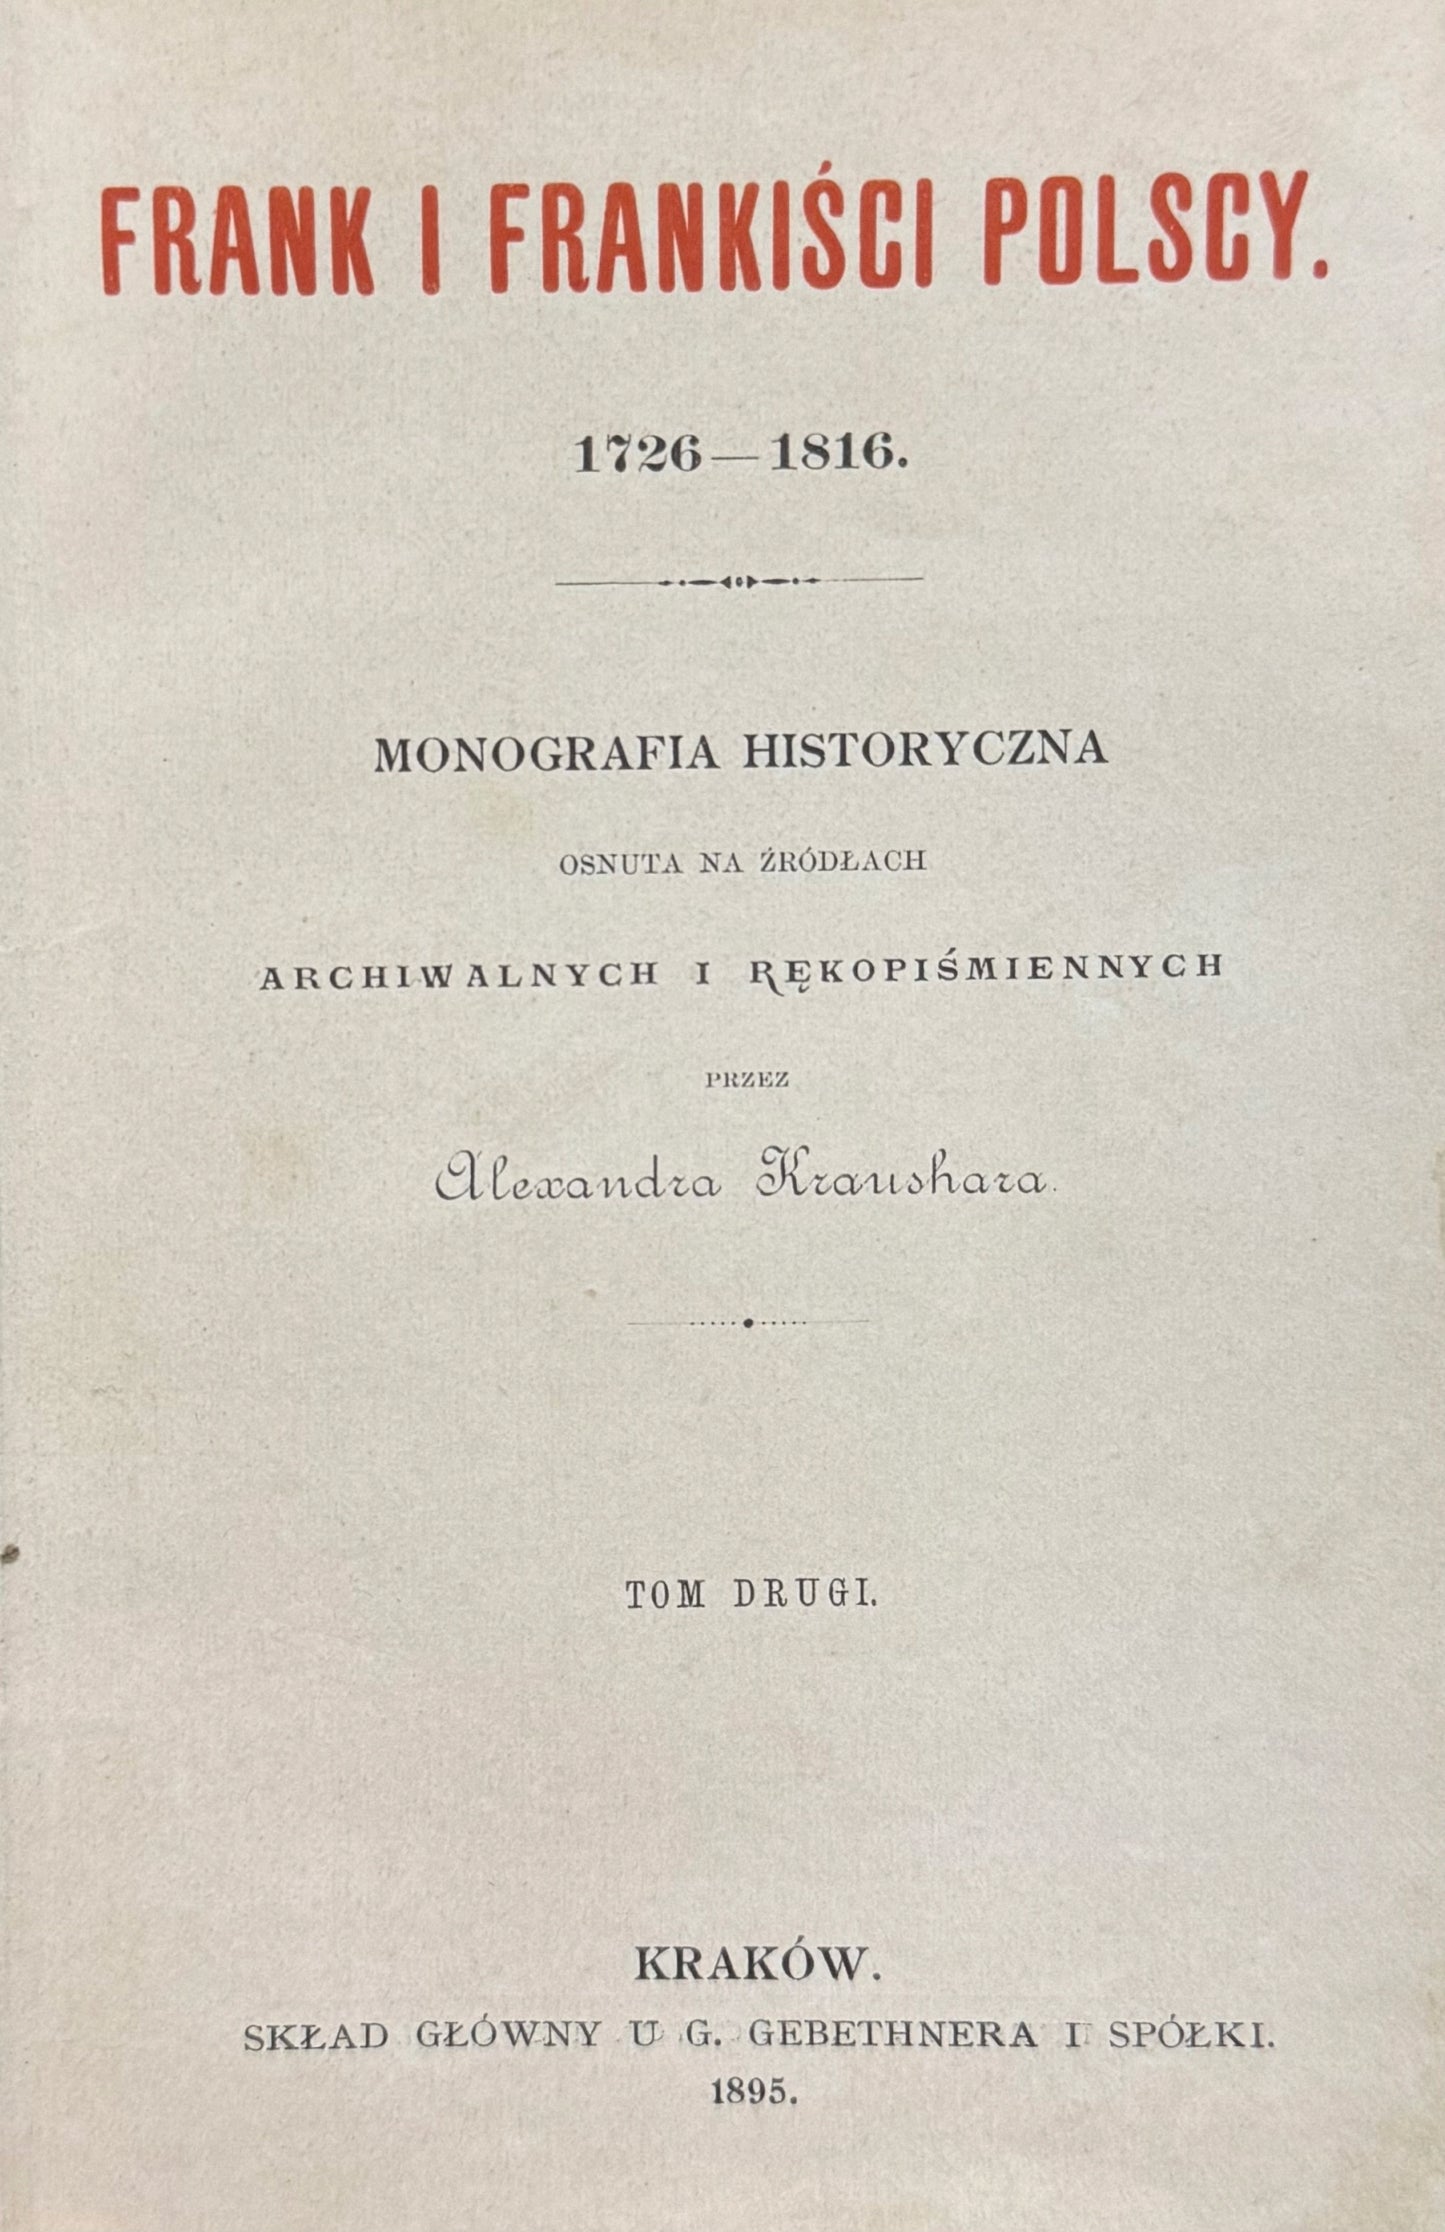 FRANK I FRANKIŚCI POLSCY.
1726—1816.
MONOGRAFIA HISTORYCZNA
OSNUTA NA ŹRÓDŁACH
ARCHIWALNYCH I RĘKOPIŚMIENNYCH
PRZEZ
Alexandra Kraushara.
TOM DRUGI.
KRAKÓW.
SKŁAD GŁÓWNY U G. GEBETHNERA I SPÓŁKI.
1895.